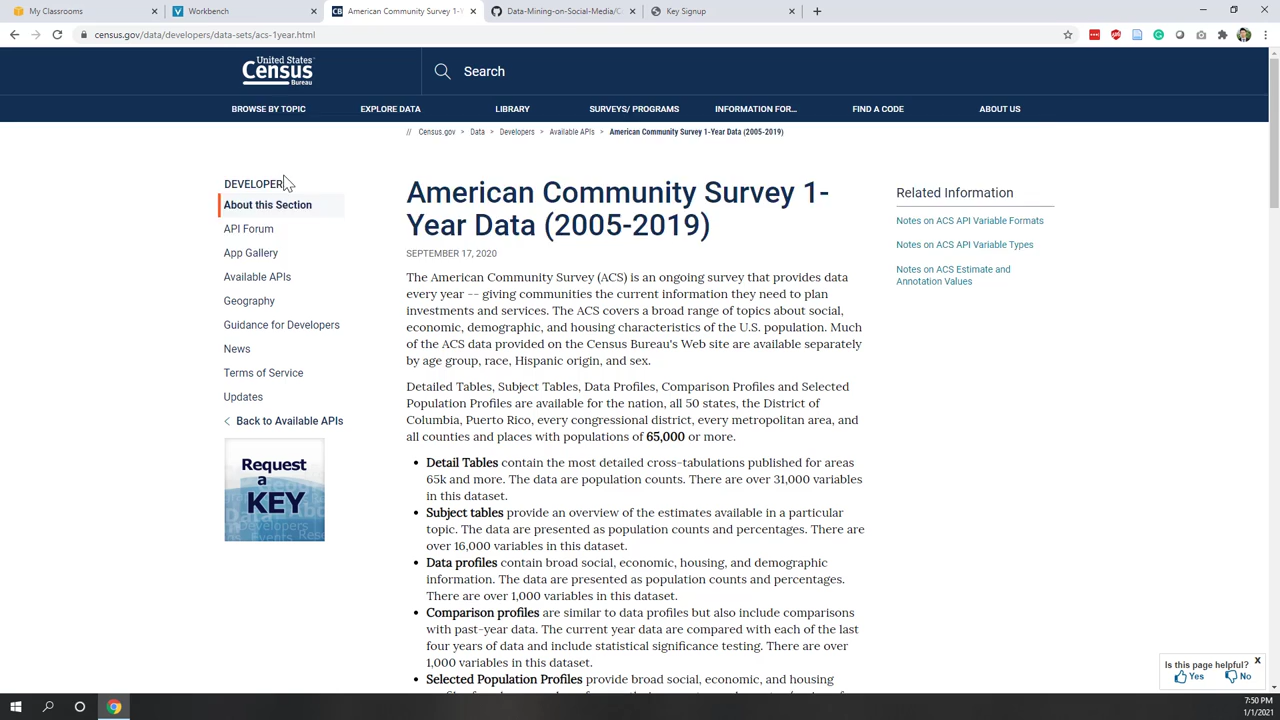 My Classrooms
Workbench
American Community Survey 1-Y
Data-Mining-on-Social-Media/C
Key Signup
census.gov/data/developers/data-sets/acs-1year.html
United States®
Census
Bureau
Search
BROWSE BY TOPIC
EXPLORE DATA
LIBRARY
SURVEYS/ PROGRAMS
INFORMATION FOR...
FIND A CODE
ABOUT US
// Census.gov > Data > Developers > Available APIs > American Community Survey 1-Year Data (2005-2019)
DEVELOPER
About this Section
API Forum
App Gallery
Available APIs
Geography
Guidance for Developers
News
Terms of Service
Updates
Back to Available APIs
Request
a
KEY
American Community Survey 1-
Year Data (2005-2019)
SEPTEMBER 17, 2020
The American Community Survey (ACS) is an ongoing survey that provides data
every year -- giving communities the current information they need to plan
investments and services. The ACS covers a broad range of topics about social,
economic, demographic, and housing characteristics of the U.S. population. Much
of the ACS data provided on the Census Bureau's Web site are available separately
by age group, race, Hispanic origin, and sex.
Detailed Tables, Subject Tables, Data Profiles, Comparison Profiles and Selected
Population Profiles are available for the nation, all 50 states, the District of
Columbia, Puerto Rico, every congressional district, every metropolitan area, and
all counties and places with populations of 65,000 or more.
• Detail Tables contain the most detailed cross-tabulations published for areas
65k and more. The data are population counts. There are over 31,000 variables
in this dataset.
• Subject tables provide an overview of the estimates available in a particular
topic. The data are presented as population counts and percentages. There are
over 16,000 variables in this dataset.
• Data profiles contain broad social, economic, housing, and demographic
information. The data are presented as population counts and percentages.
There are over 1,000 variables in this dataset.
• Comparison profiles are similar to data profiles but also include comparisons
with past-year data. The current year data are compared with each of the last
four years of data and include statistical significance testing. There are over
1,000 variables in this dataset.
• Selected Population Profiles provide broad social, economic, and housing
Related Information
Notes on ACS API Variable Formats
Notes on ACS API Variable Types
Notes on ACS Estimate and
Annotation Values
Is this page helpful? X
Yes
No
7:50 PM
1/1/2021